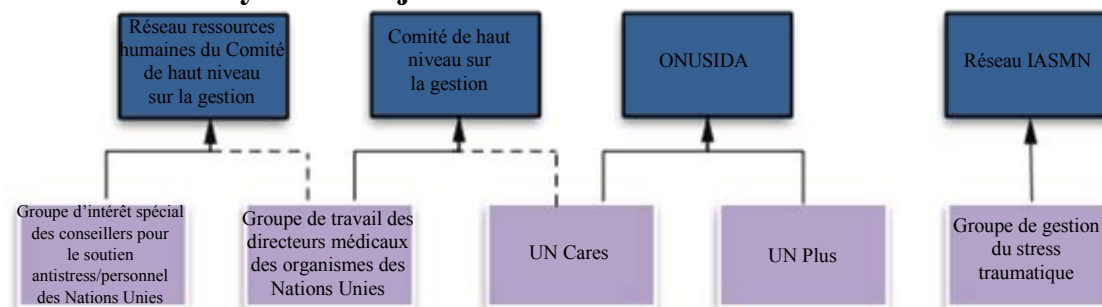 Réseau ressources
humaines du Comité
de haut niveau
sur la gestion
Comité de haut
niveau sur
la gestion
ONUSIDA
Réseau IASMN
Groupe d'intérêt spécial
des conseillers pour
le soutien
antistress/personnel
des Nations Unies
Groupe de travail des
directeurs médicaux
des organismes des
Nations Unies
UN Cares
UN Plus
Groupe de gestion
du stress
traumatique